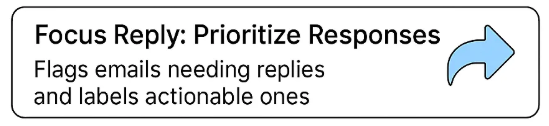 Focus Reply: Prioritize Responses
Flags emails needing replies
and labels actionable ones